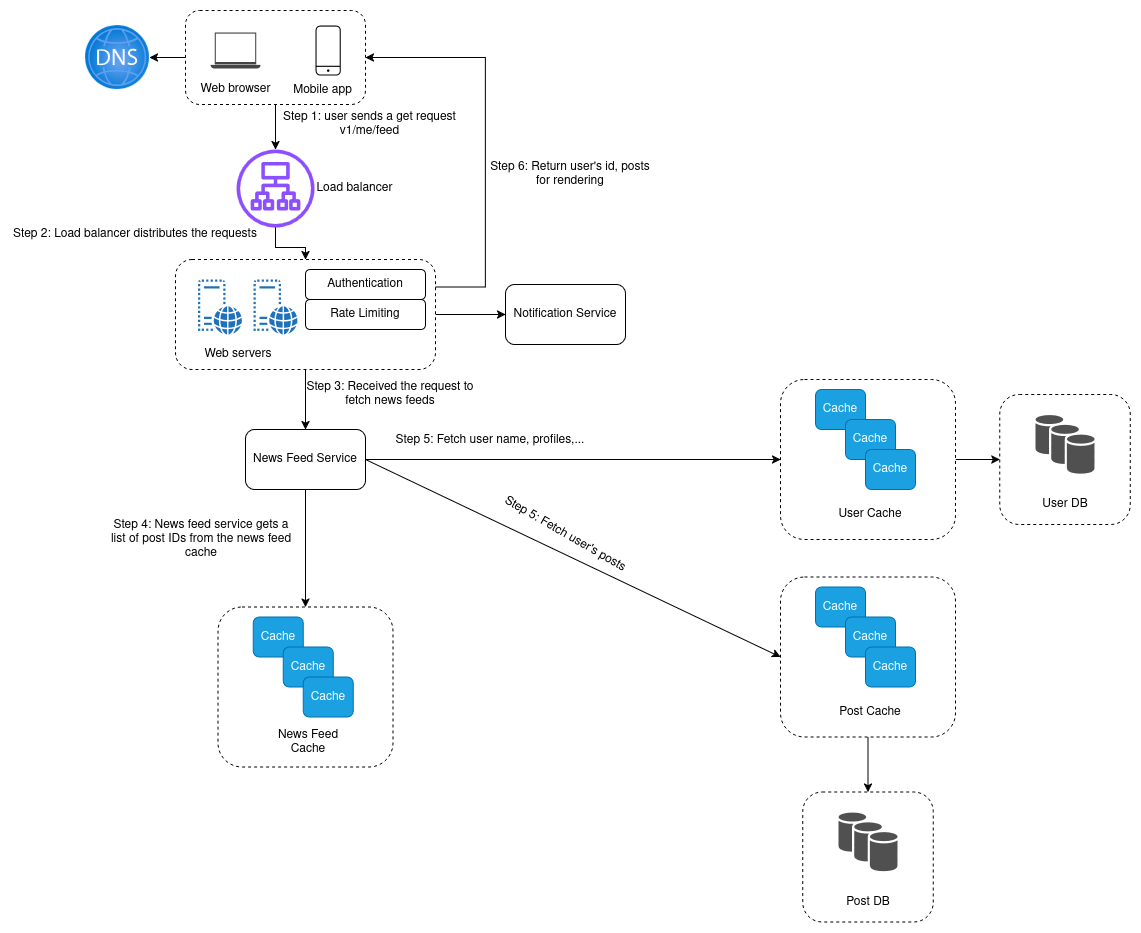 DNS
Web browser
Mobile app
Step 1: user sends a get request
v1/me/feed
Step 6: Return user's id, posts
for rendering
Load balancer
Step 2: Load balancer distributes the requests
Authentication
Rate Limiting
Notification Service
Web servers
Step 3: Received the request to
fetch news feeds
Step 5: Fetch user name, profiles,...
News Feed Service
Cache
Cache
Cache
User Cache
User DB
Step 5: Fetch user's posts
Step 4: News feed service gets a
list of post IDs from the news feed
cache
Cache
Cache
Cache
Post Cache
Cache
Cache
Cache
News Feed
Cache
Post DB